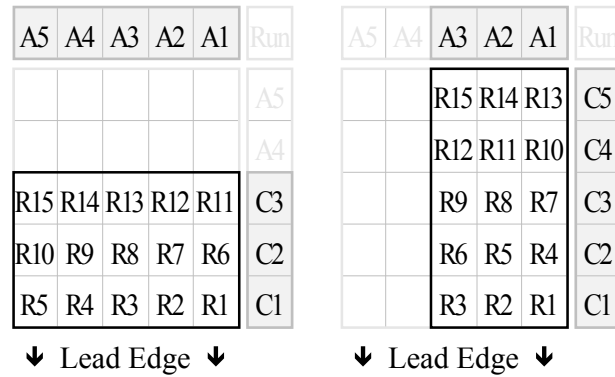 A5 A4 A3 A2 A1 Run
A5
A4
R15 R14 R13 R12 R11 C3
R10 R9 R8 R7 R6 C2
R5 R4 R3 R2 R1 C1
🡻 Lead Edge 🡻
A5 A4 A3 A2 A1 Run
R15 R14 R13 C5
R12 R11 R10 C4
R9 R8 R7 C3
R6 R5 R4 C2
R3 R2 R1 C1
🡻 Lead Edge 🡻